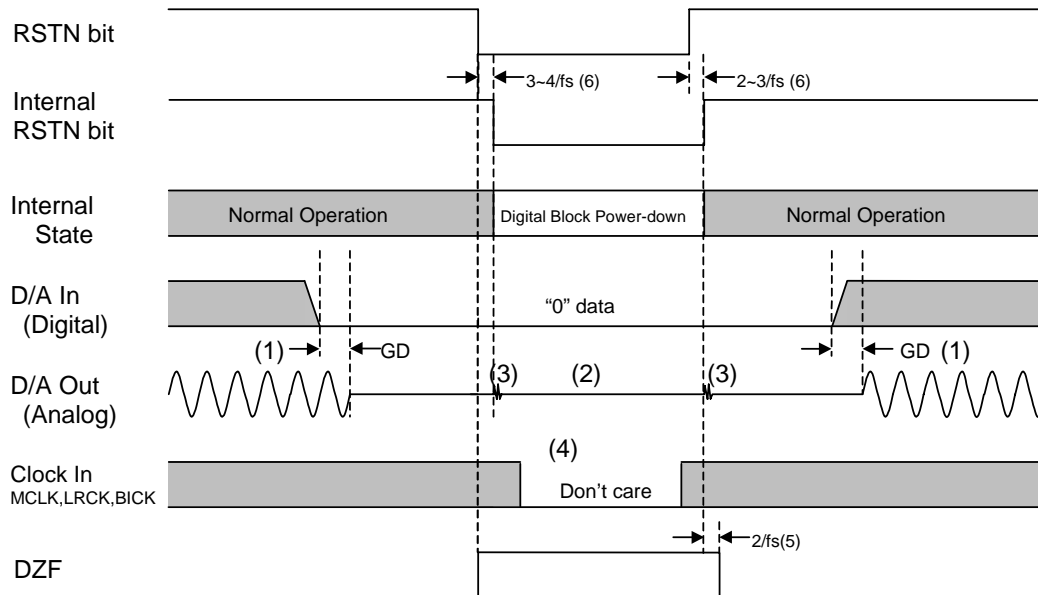 RSTN bit
3~4/fs (6)
2~3/fs (6)
Internal
RSTN bit
Internal
State
Normal Operation
Digital Block Power-down
Normal Operation
D/A In
(Digital)
“0” data
(1)
GD
GD
(1)
D/A Out
(Analog)
(3)
(2)
(3)
(4)
Clock In
MCLK,LRCK,BICK
Don’t care
2/fs(5)
DZF